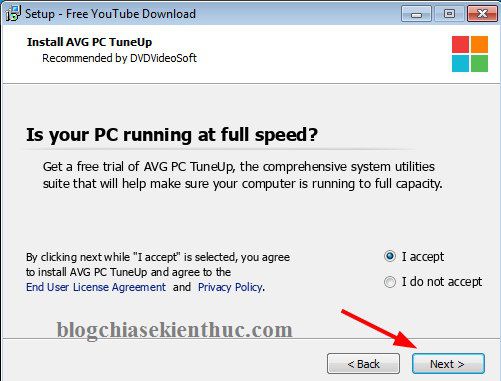 Setup - Free YouTube Download
Install AVG PC TuneUp
Recommended by DVDVideoSoft
Is your PC running at full speed?
Get a free trial of AVG PC TuneUp, the comprehensive system utilities
suite that will help make sure your computer is running to full capacity.
By clicking next while "I accept" is selected, you agree
to install AVG PC TuneUp and agree to the
End User License Agreement and Privacy Policy.
I accept
I do not accept
blogchiasekienthuc.com
< Back
Next >